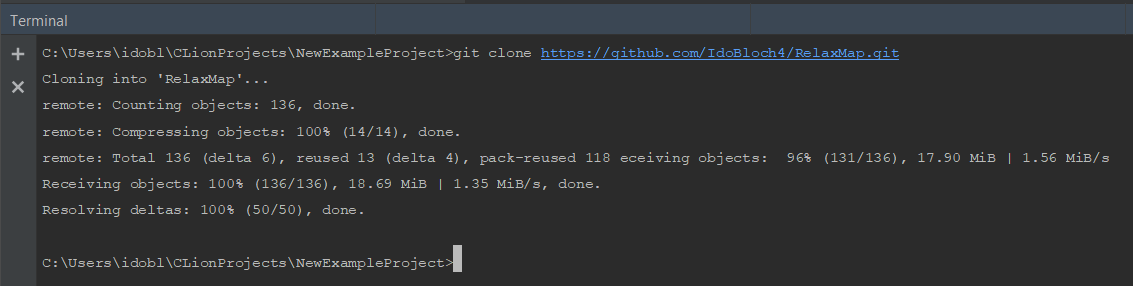 Terminal
C:\Users\idobl\CLionProjects\NewExampleProject>git clone https://github.com/IdoBloch4/RelaxMap.git
Cloning into 'RelaxMap'...
remote: Counting objects: 136, done.
remote: Compressing objects: 100% (14/14), done.
remote: Total 136 (delta 6), reused 13 (delta 4), pack-reused 118 eceiving objects:  96% (131/136), 17.90 MiB | 1.56 MiB/s
Receiving objects: 100% (136/136), 18.69 MiB | 1.35 MiB/s, done.
Resolving deltas: 100% (50/50), done.
C:\Users\idobl\CLionProjects\NewExampleProject>